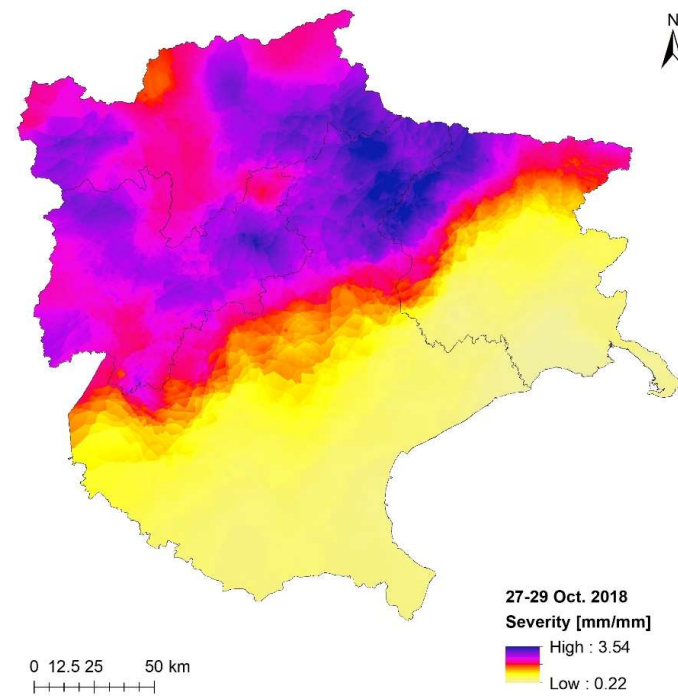 N
27-29 Oct. 2018
Severity [mm/mm]
High : 3.54
Low : 0.22
0 12.5 25 50 km